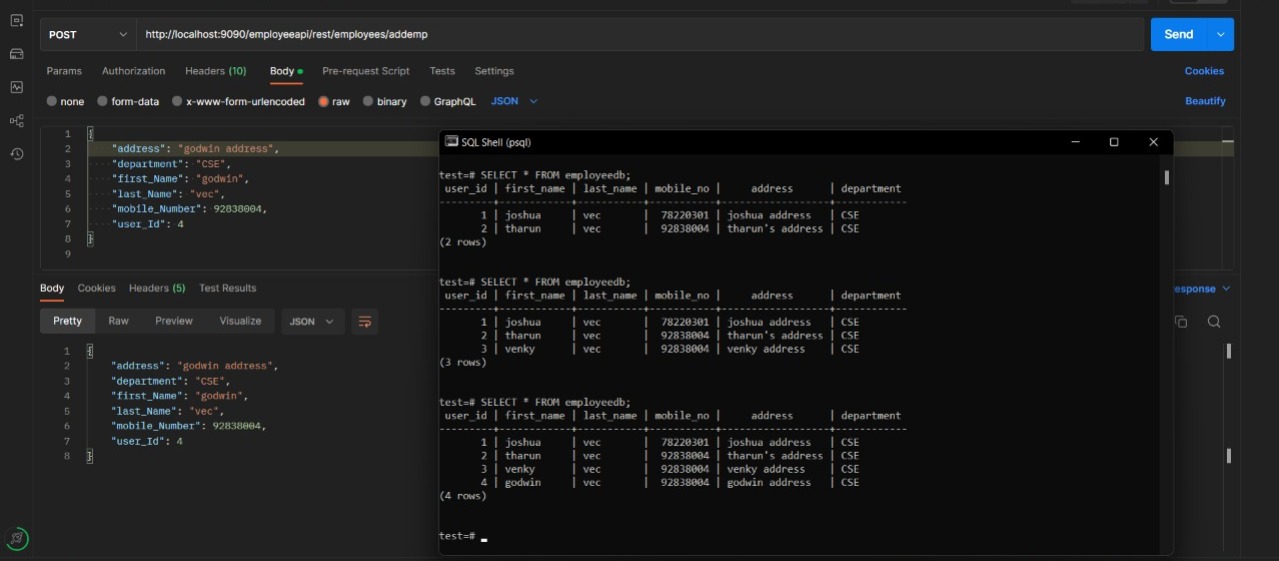 POST http://localhost:9090/employeeapi/rest/employees/addemp Send
Params Authorization Headers (10) Body Pre-request Script Tests Settings Cookies
none form-data x-www-form-urlencoded raw binary GraphQL JSON Beautify
1 {
2 "address": "godwin address",
3 "department": "CSE",
4 "first_Name": "godwin",
5 "last_Name": "vec",
6 "mobile_Number": 92838004,
7 "user_Id": 4
8 }
9
Body Cookies Headers (5) Test Results esponse
Pretty Raw Preview Visualize JSON
1 {
2 "address": "godwin address",
3 "department": "CSE",
4 "first_Name": "godwin",
5 "last_Name": "vec",
6 "mobile_Number": 92838004,
7 "user_Id": 4
8 }
SQL Shell (psql)
test=# SELECT * FROM employeedb;
user_id | first_name | last_name | mobile_no | address | department
---------+------------+-----------+-----------+------------------+------------
1 | joshua | vec | 78220301 | joshua address | CSE
2 | tharun | vec | 92838004 | tharun's address | CSE
(2 rows)
test=# SELECT * FROM employeedb;
user_id | first_name | last_name | mobile_no | address | department
---------+------------+-----------+-----------+------------------+------------
1 | joshua | vec | 78220301 | joshua address | CSE
2 | tharun | vec | 92838004 | tharun's address | CSE
3 | venky | vec | 92838004 | venky address | CSE
(3 rows)
test=# SELECT * FROM employeedb;
user_id | first_name | last_name | mobile_no | address | department
---------+------------+-----------+-----------+------------------+------------
1 | joshua | vec | 78220301 | joshua address | CSE
2 | tharun | vec | 92838004 | tharun's address | CSE
3 | venky | vec | 92838004 | venky address | CSE
4 | godwin | vec | 92838004 | godwin address | CSE
(4 rows)
test=#